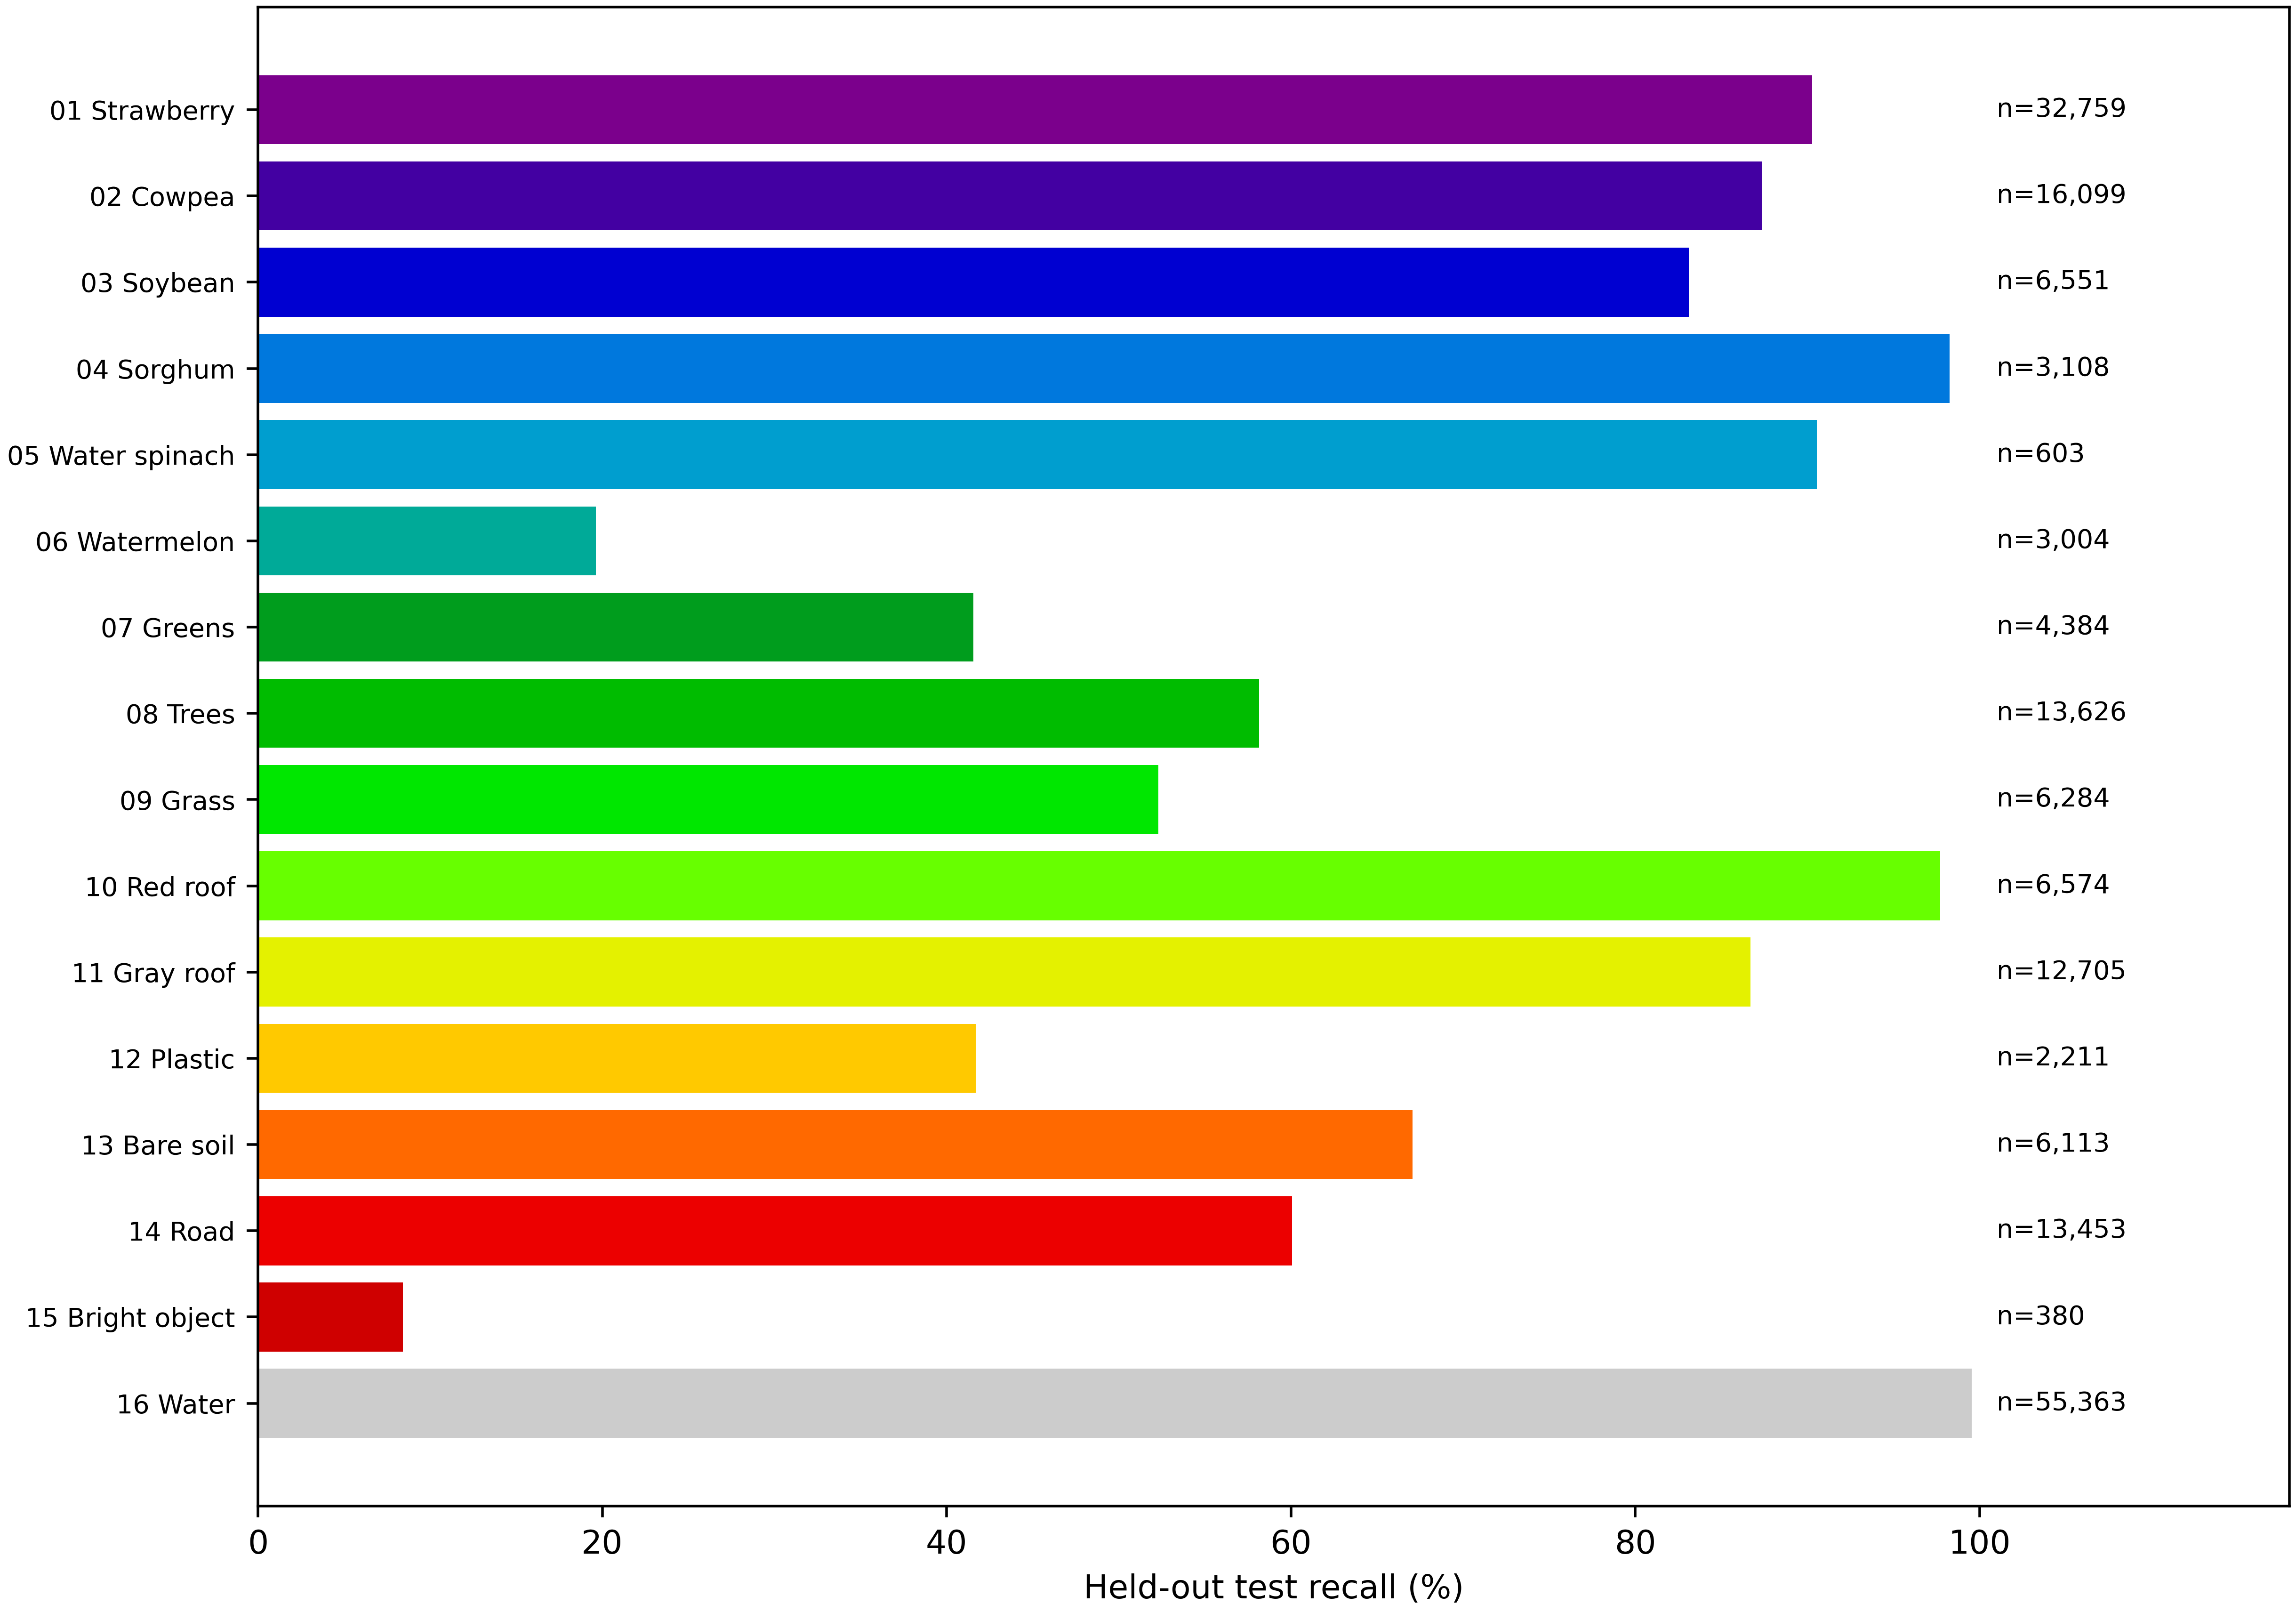 01 Strawberry n=32,759
02 Cowpea n=16,099
03 Soybean n=6,551
04 Sorghum n=3,108
05 Water spinach n=603
06 Watermelon n=3,004
07 Greens n=4,384
08 Trees n=13,626
09 Grass n=6,284
10 Red roof n=6,574
11 Gray roof n=12,705
12 Plastic n=2,211
13 Bare soil n=6,113
14 Road n=13,453
15 Bright object n=380
16 Water n=55,363
0 20 40 60 80 100
Held-out test recall (%)